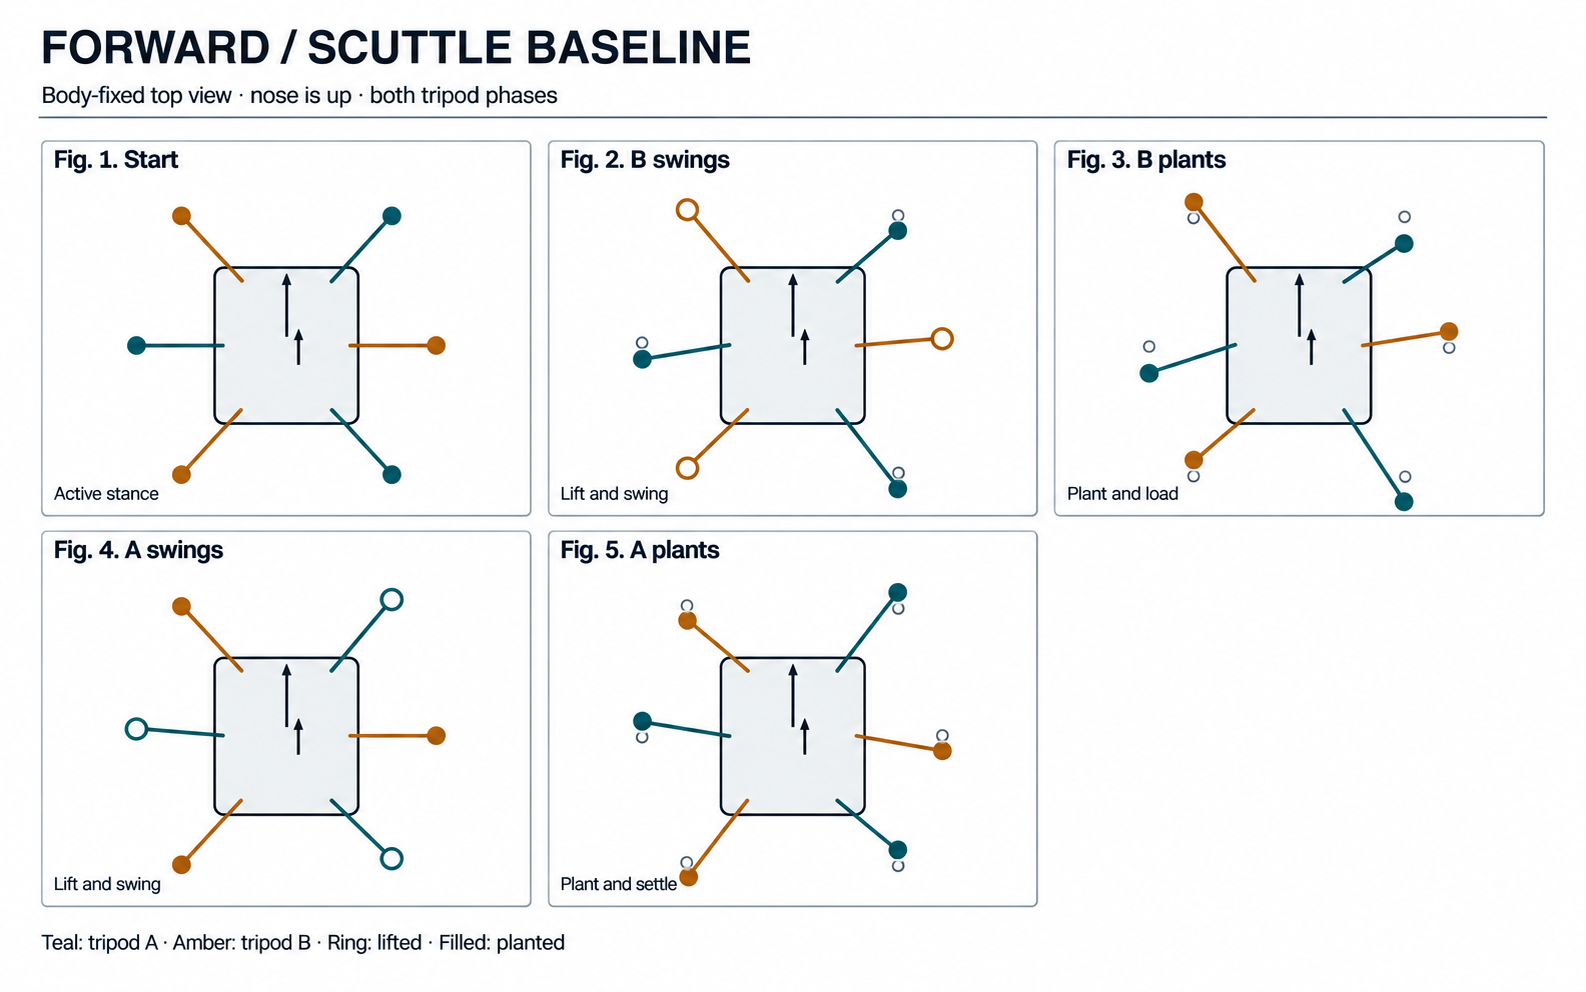 FORWARD / SCUTTLE BASELINE
Body-fixed top view · nose is up · both tripod phases
Fig. 1. Start
Active stance
Fig. 2. B swings
Lift and swing
Fig. 3. B plants
Plant and load
Fig. 4. A swings
Lift and swing
Fig. 5. A plants
Plant and settle
Teal: tripod A · Amber: tripod B · Ring: lifted · Filled: planted